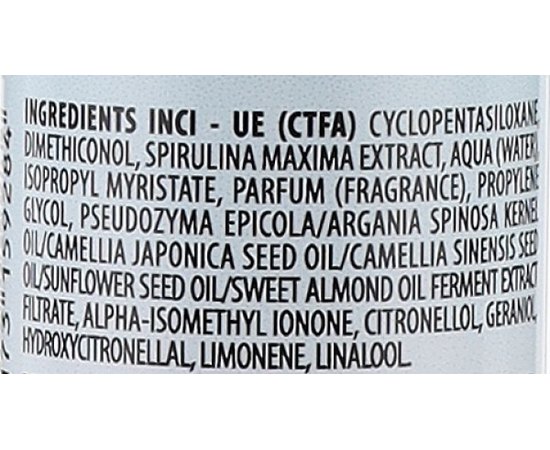 INGREDIENTS INCI - UE (CTFA) CYCLOPENTASILOXANE,
DIMETHICONOL, SPIRULINA MAXIMA EXTRACT, AQUA (WATER),
ISOPROPYL MYRISTATE, PARFUM (FRAGRANCE), PROPYLENE
GLYCOL, PSEUDOZYMA EPICOLA/ARGANIA SPINOSA KERNEL
OIL/CAMELLIA JAPONICA SEED OIL/CAMELLIA SINENSIS SEED
OIL/SUNFLOWER SEED OIL/SWEET ALMOND OIL FERMENT EXTRACT
FILTRATE, ALPHA-ISOMETHYL IONONE, CITRONELLOL, GERANIOL,
HYDROXYCITRONELLAL, LIMONENE, LINALOOL.